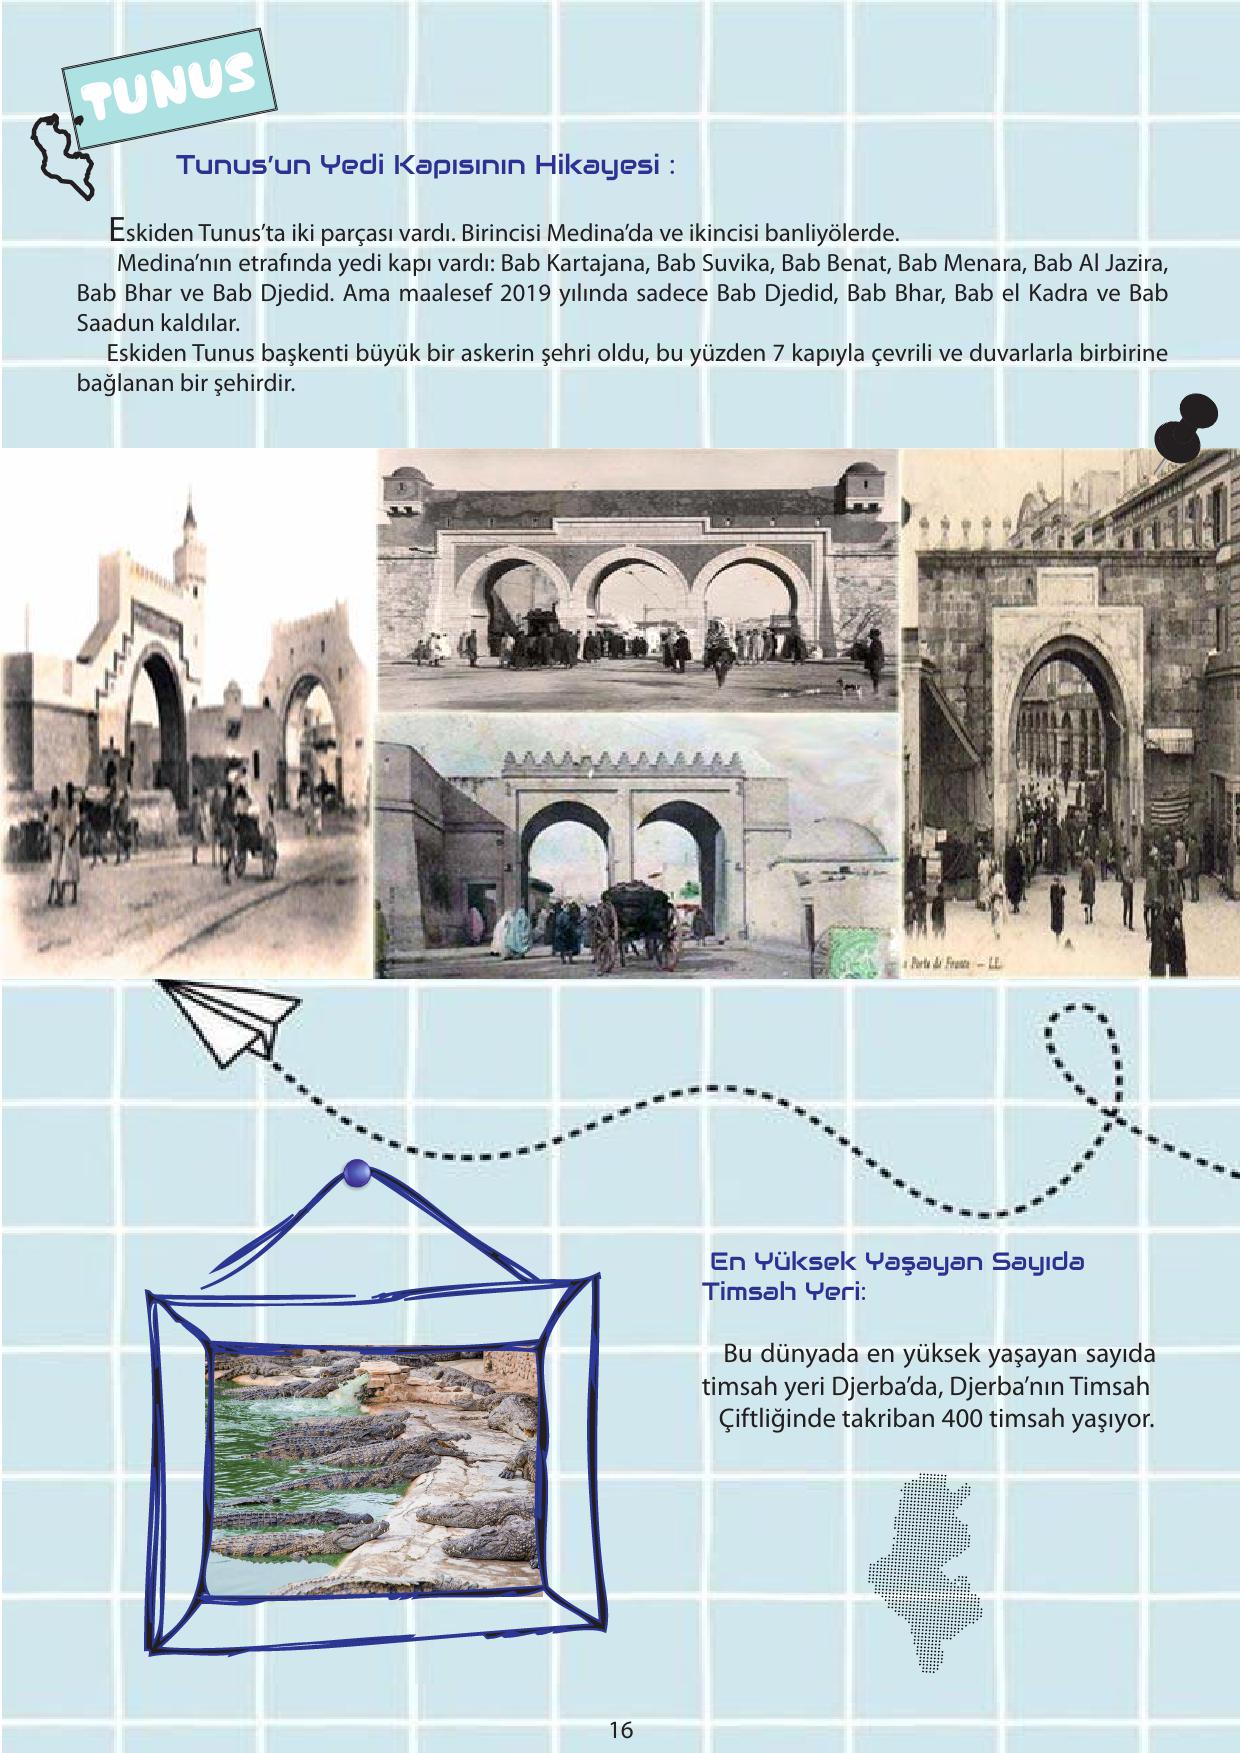 TUNUS
Tunus'un Yedi Kapısının Hikayesi :
Eskiden Tunus'ta iki parçası vardı. Birincisi Medina'da ve ikincisi banliyölerde.
Medina'nın etrafında yedi kapı vardı: Bab Kartajana, Bab Suvika, Bab Benat, Bab Menara, Bab Al Jazira,
Bab Bhar ve Bab Djedid. Ama maalesef 2019 yılında sadece Bab Djedid, Bab Bhar, Bab el Kadra ve Bab
Saadun kaldılar.
Eskiden Tunus başkenti büyük bir askerin şehri oldu, bu yüzden 7 kapıyla çevrili ve duvarlarla birbirine
bağlanan bir şehirdir.
Porte de France - LL
En Yüksek Yaşayan Sayıda
Timsah Yeri:
Bu dünyada en yüksek yaşayan sayıda
timsah yeri Djerba'da, Djerba'nın Timsah
Çiftliğinde takriban 400 timsah yaşıyor.
16